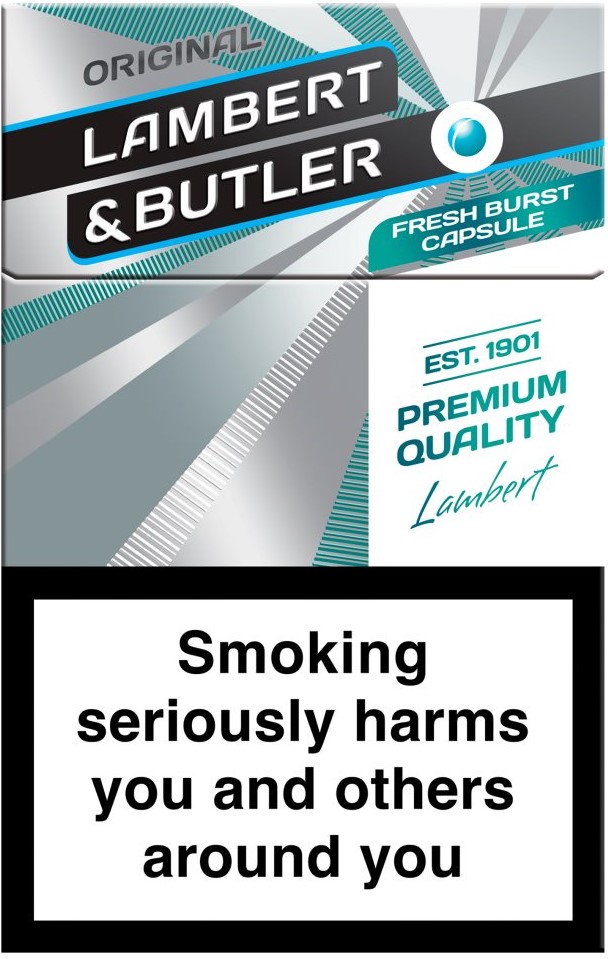 ORIGINAL
LAMBERT
& BUTLER
FRESH BURST
CAPSULE
EST. 1901
PREMIUM
QUALITY
Lambert
Smoking
seriously harms
you and others
around you